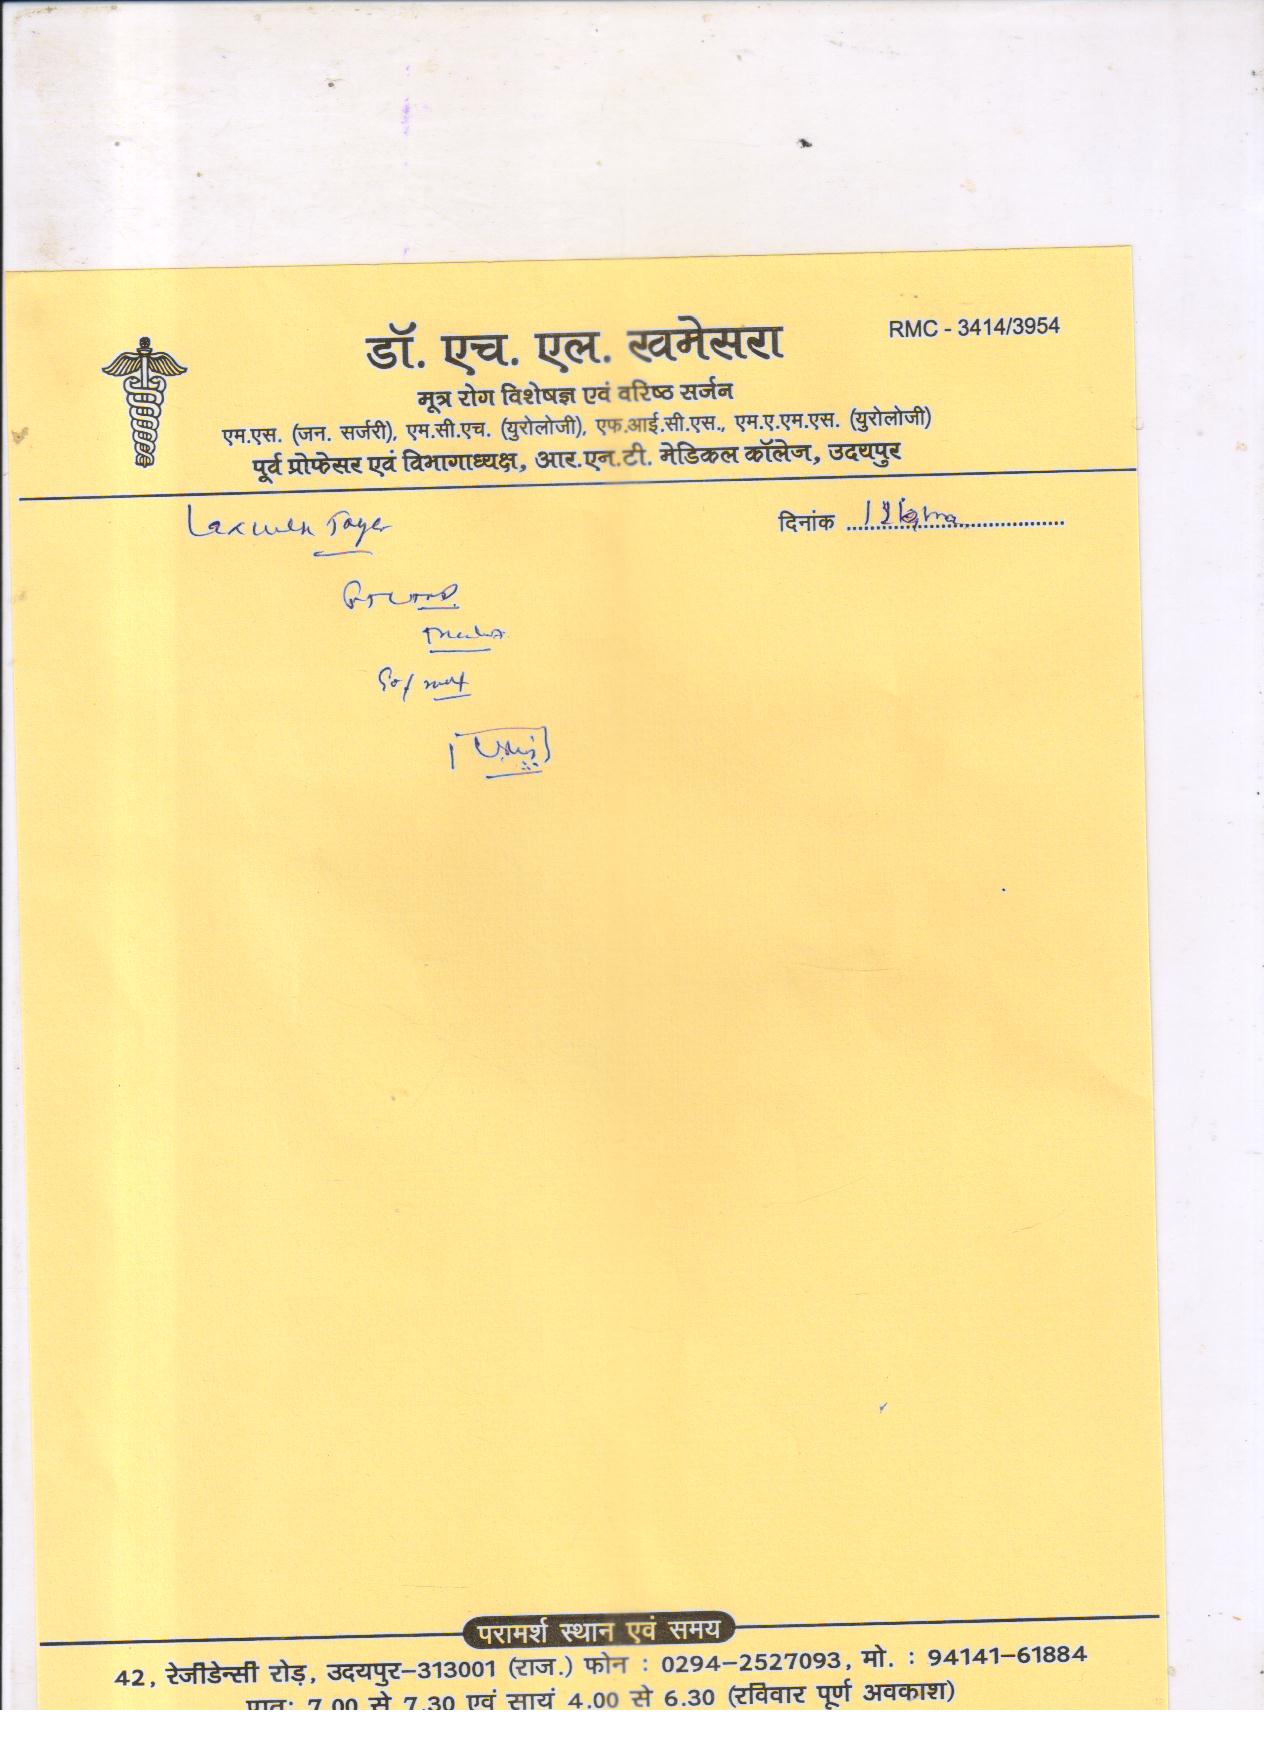 डॉ. एच. एल. खमेसरा
RMC - 3414/3954
मूत्र रोग विशेषज्ञ एवं वरिष्ठ सर्जन
एम.एस. (जन. सर्जरी), एम.सी.एच. (युरोलोजी), एफ.आई.सी.एस., एम.ए.एम.एस. (युरोलोजी)
पूर्व प्रोफेसर एवं विभागाध्यक्ष, आर.एन.टी. मेडिकल कॉलेज, उदयपुर
दिनांक
परामर्श स्थान एवं समय
42, रेजीडेन्सी रोड़, उदयपुर–313001 (राज.) फोन : 0294–2527093, मो. : 94141–61884
प्रातः 7.00 से 7.30 एवं सायं 4.00 से 6.30 (रविवार पूर्ण अवकाश)